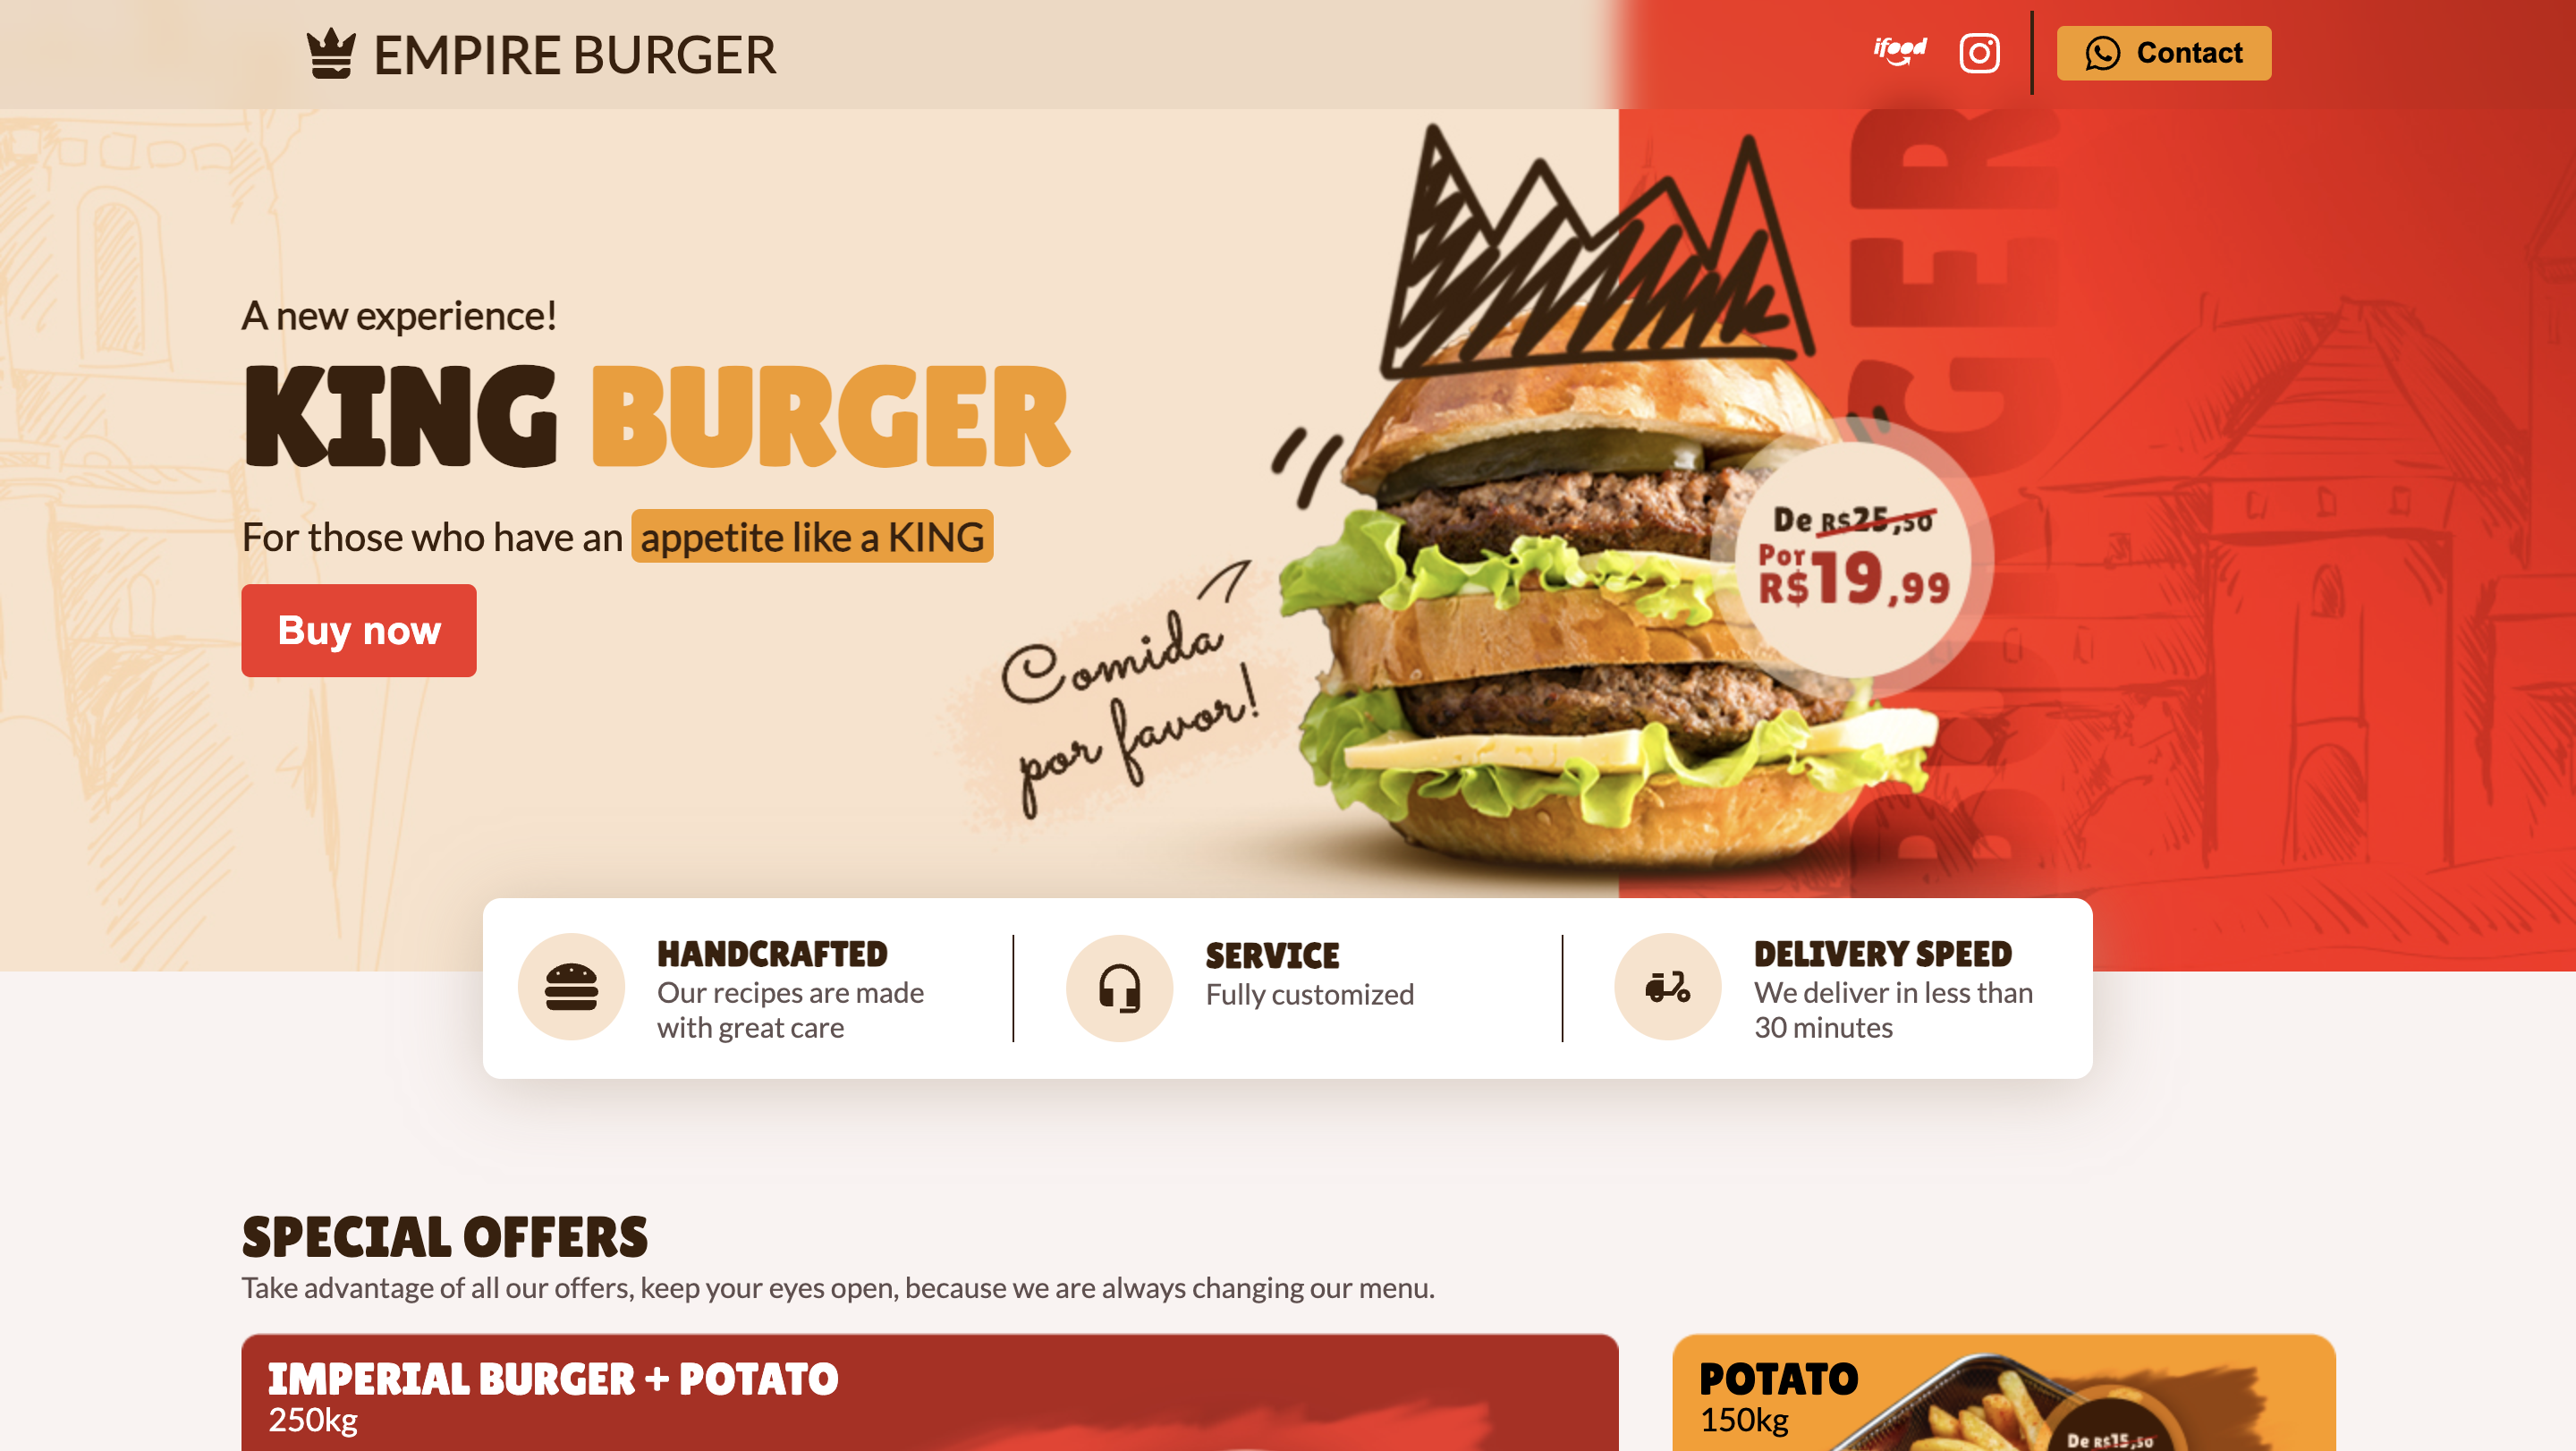 EMPIRE BURGER
ifood
Contact
A new experience!
KING BURGER
For those who have an appetite like a KING
Buy now
Comida
por favor!
BURGER
De R$25,50
Por
R$19,99
HANDCRAFTED
Our recipes are made
with great care
SERVICE
Fully customized
DELIVERY SPEED
We deliver in less than
30 minutes
SPECIAL OFFERS
Take advantage of all our offers, keep your eyes open, because we are always changing our menu.
IMPERIAL BURGER + POTATO
250kg
POTATO
150kg
De R$15,50